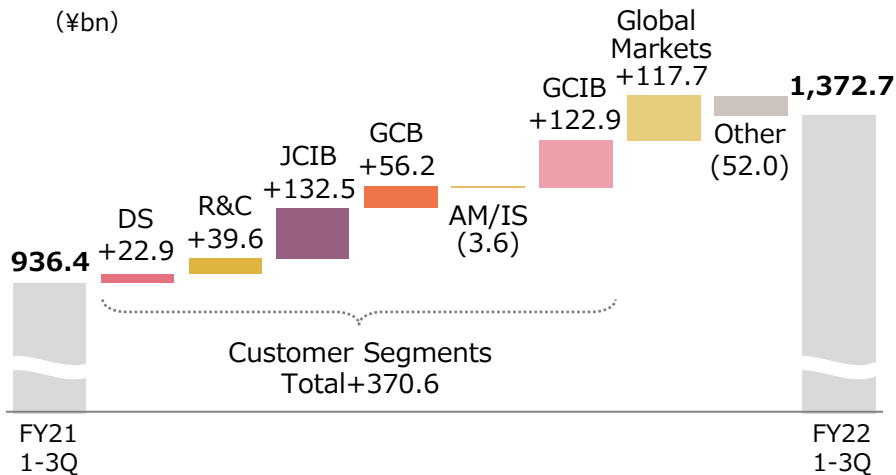 (¥bn)
936.4
DS
+22.9
R&C
+39.6
JCIB
+132.5
GCB
+56.2
AM/IS
(3.6)
GCIB
+122.9
Global
Markets
+117.7
Other
(52.0)
1,372.7
Customer Segments
Total+370.6
FY21
1-3Q
FY22
1-3Q